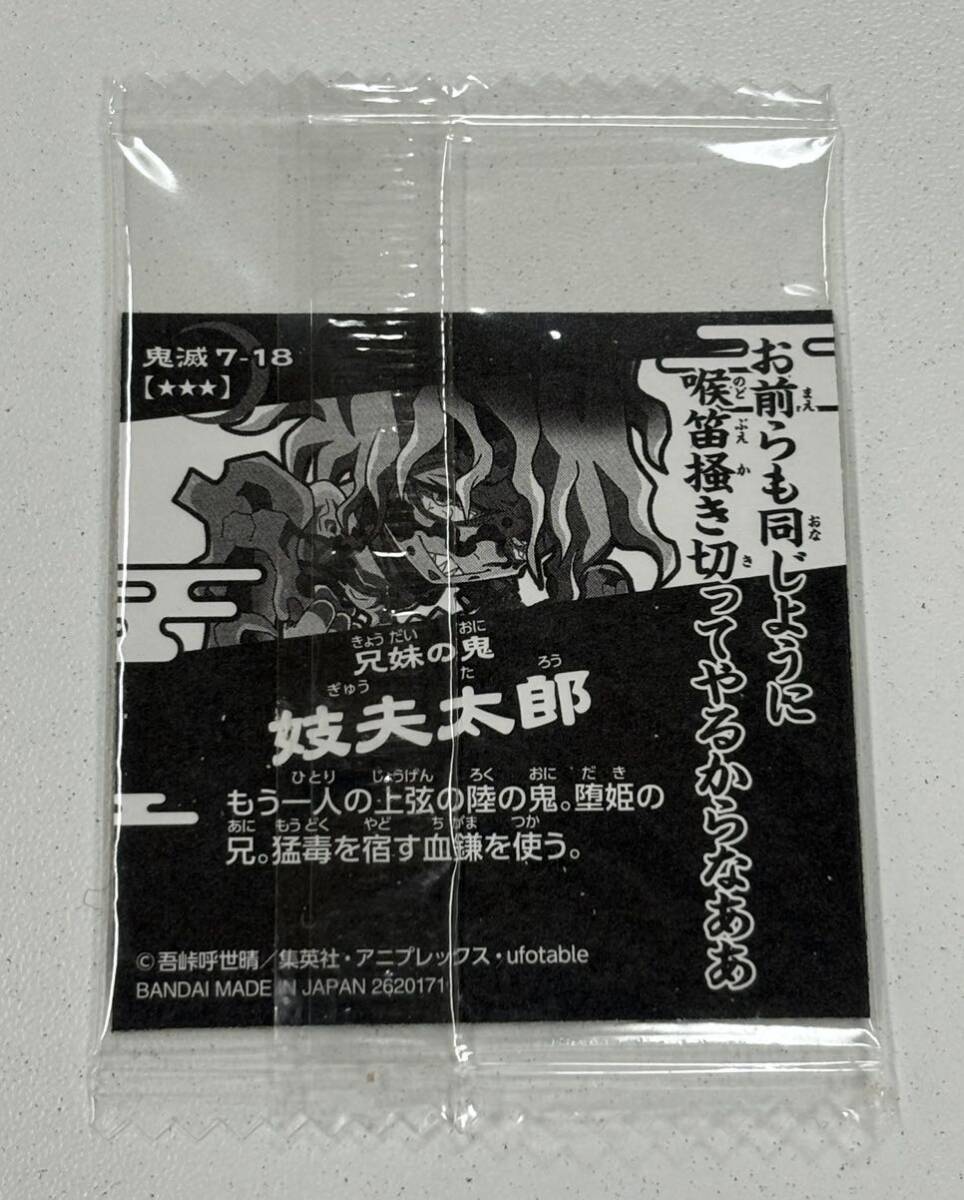 鬼滅 7-18
【★★★】
お前らも同じように
喉笛掻き切ってやるからなああ
兄妹の鬼
妓夫太郎
もう一人の上弦の陸の鬼。堕姫の
兄。猛毒を宿す血鎌を使う。
©吾峠呼世晴/集英社・アニプレックス・ufotable
BANDAI MADE IN JAPAN 2620171